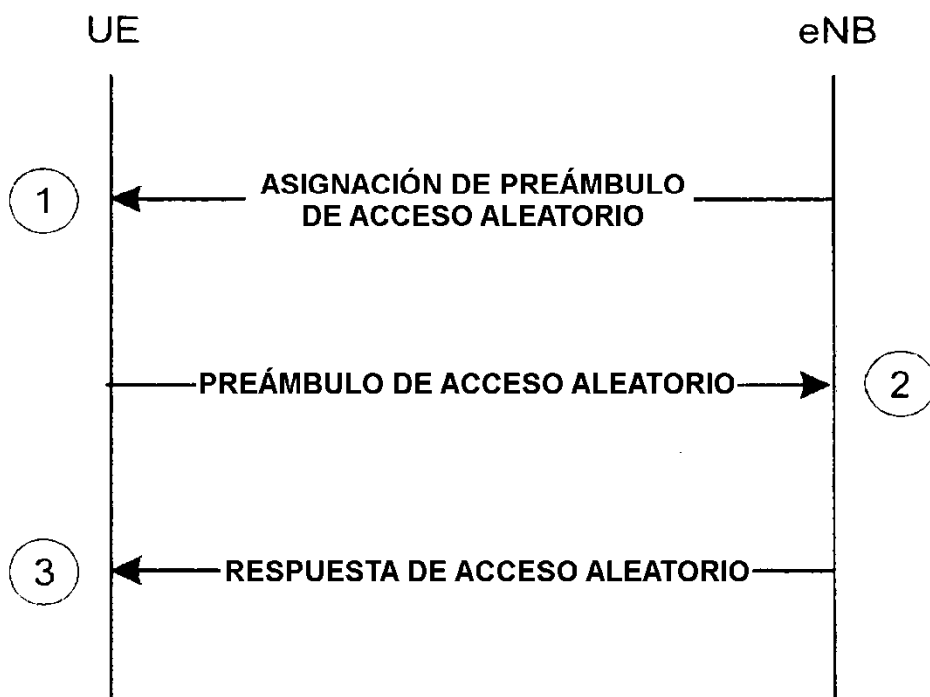 UE
eNB
1
ASIGNACIÓN DE PREÁMBULO
DE ACCESO ALEATORIO
PREÁMBULO DE ACCESO ALEATORIO
2
3
RESPUESTA DE ACCESO ALEATORIO